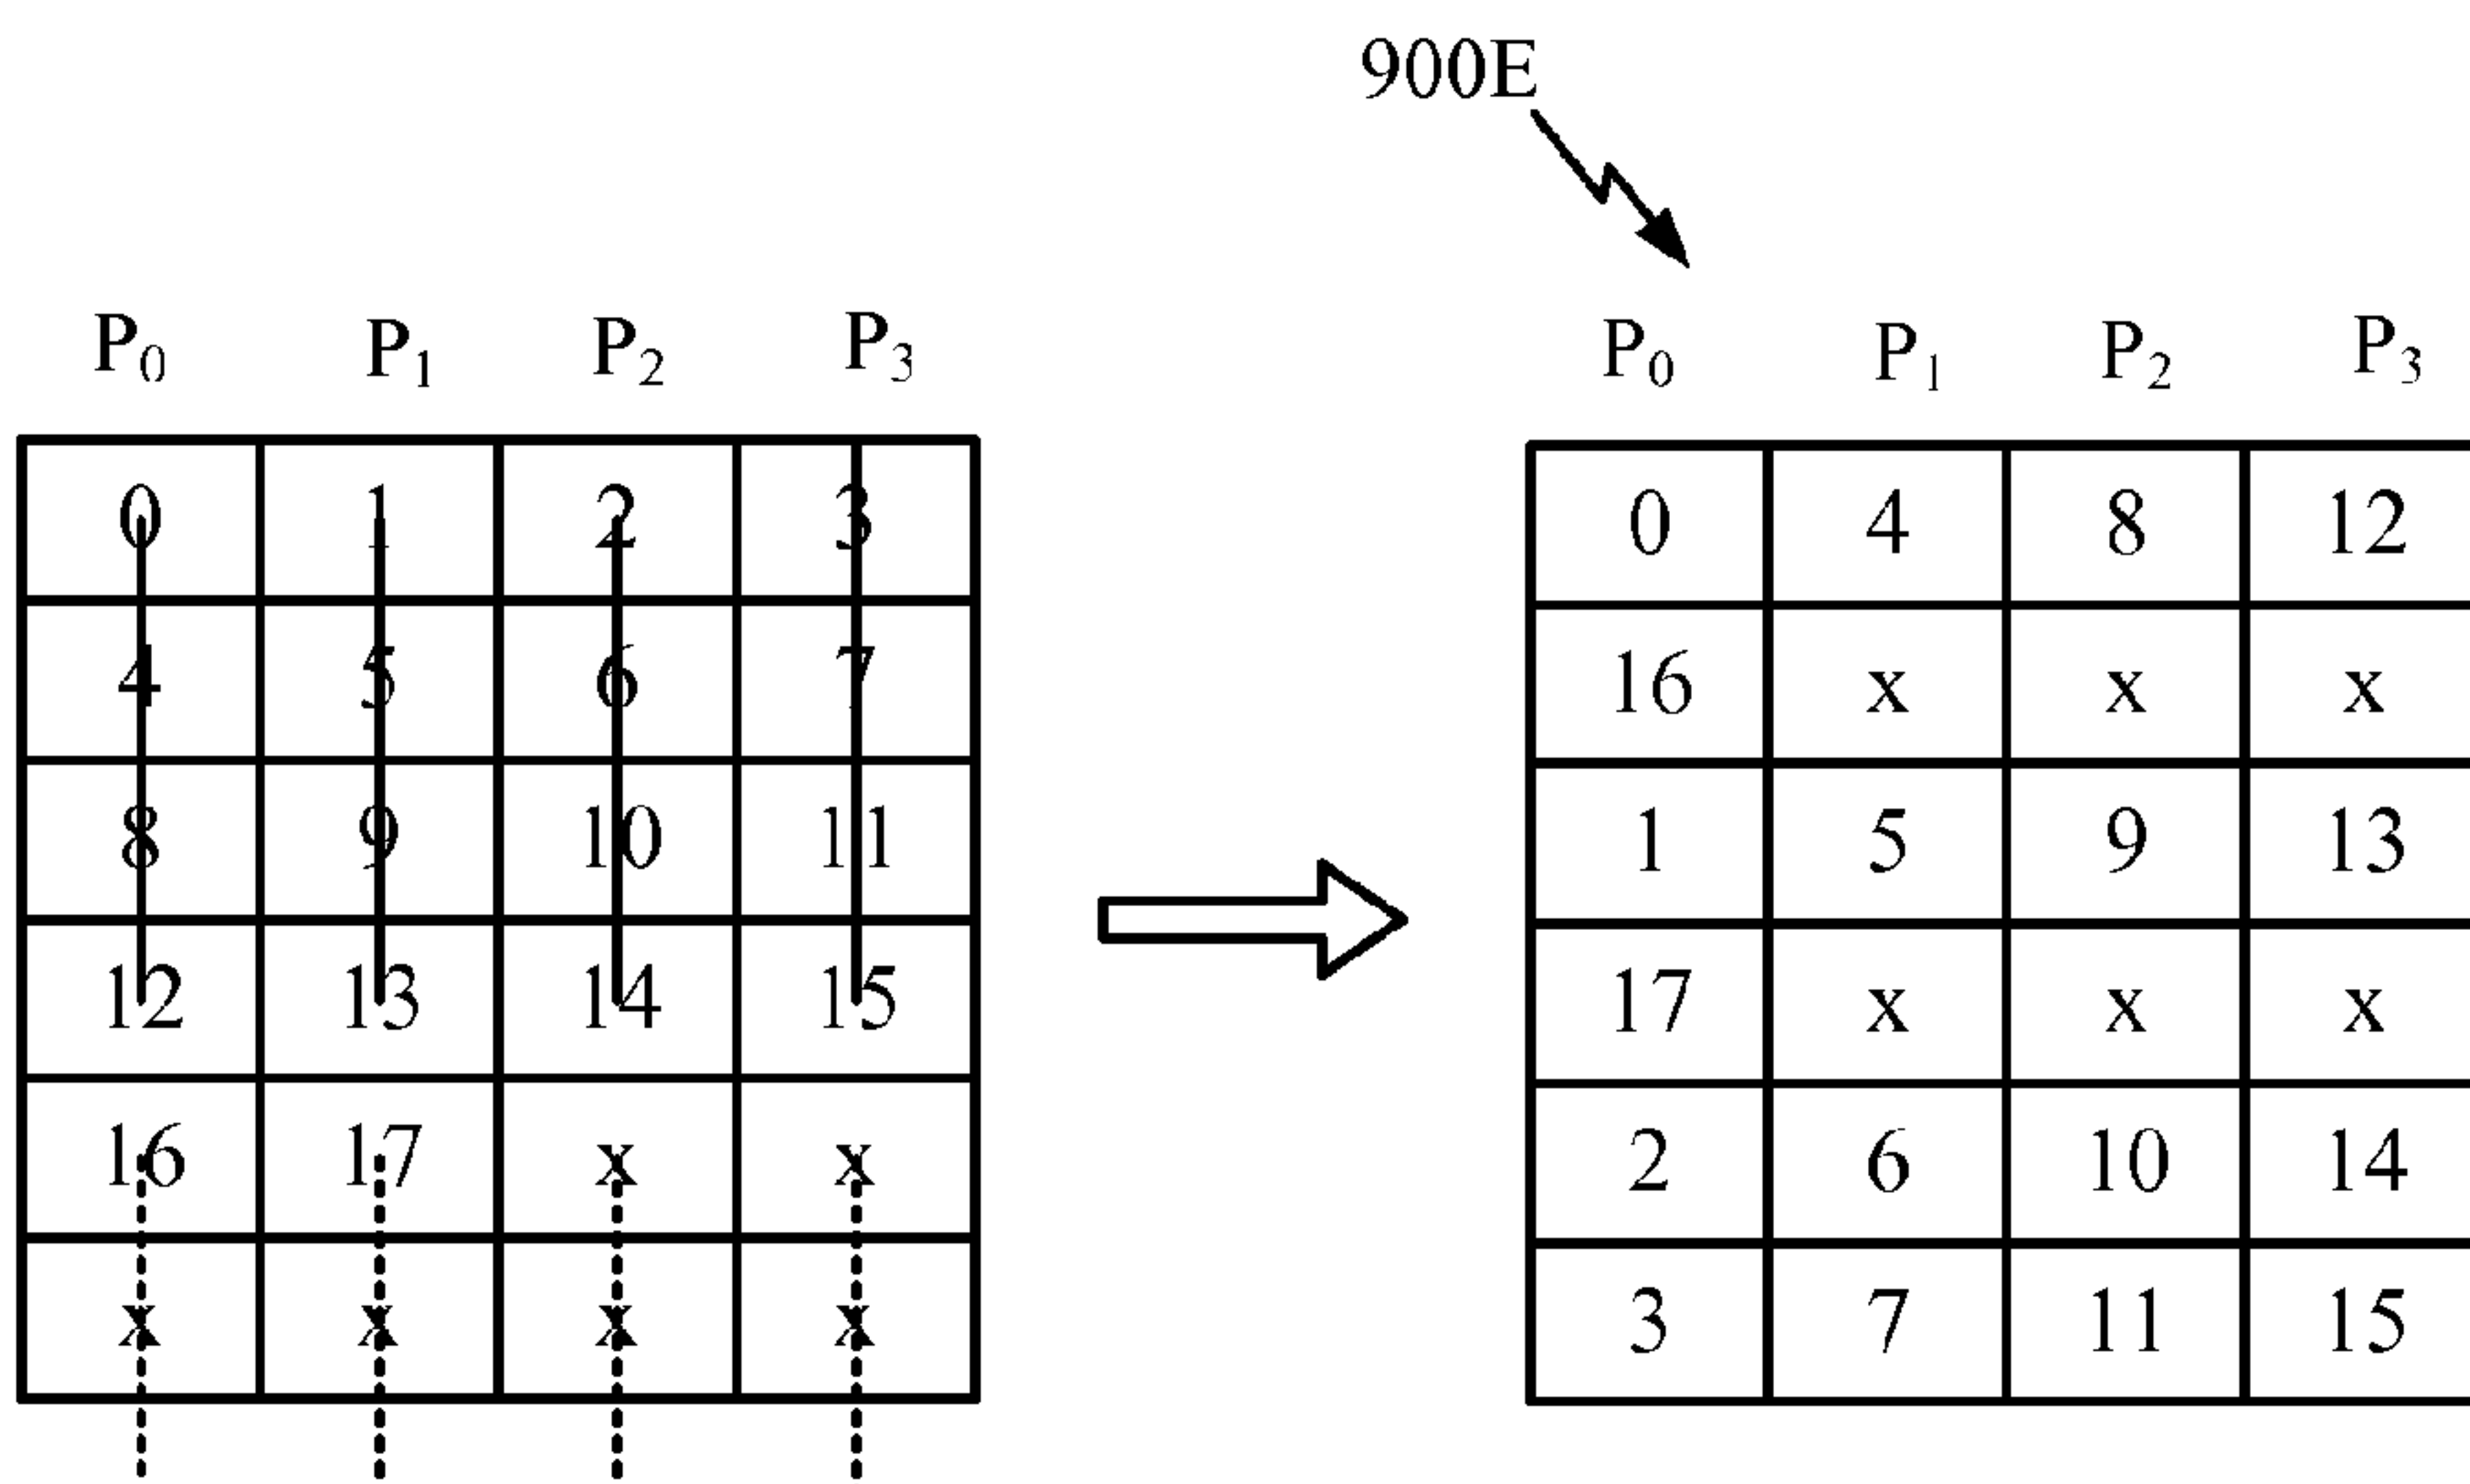 900E
P₀ P₁ P₂ P₃
0 1 2 3
4 5 6 7
8 9 10 11
12 13 14 15
16 17 x x
x x x x
P₀ P₁ P₂ P₃
0 4 8 12
16 x x x
1 5 9 13
17 x x x
2 6 10 14
3 7 11 15